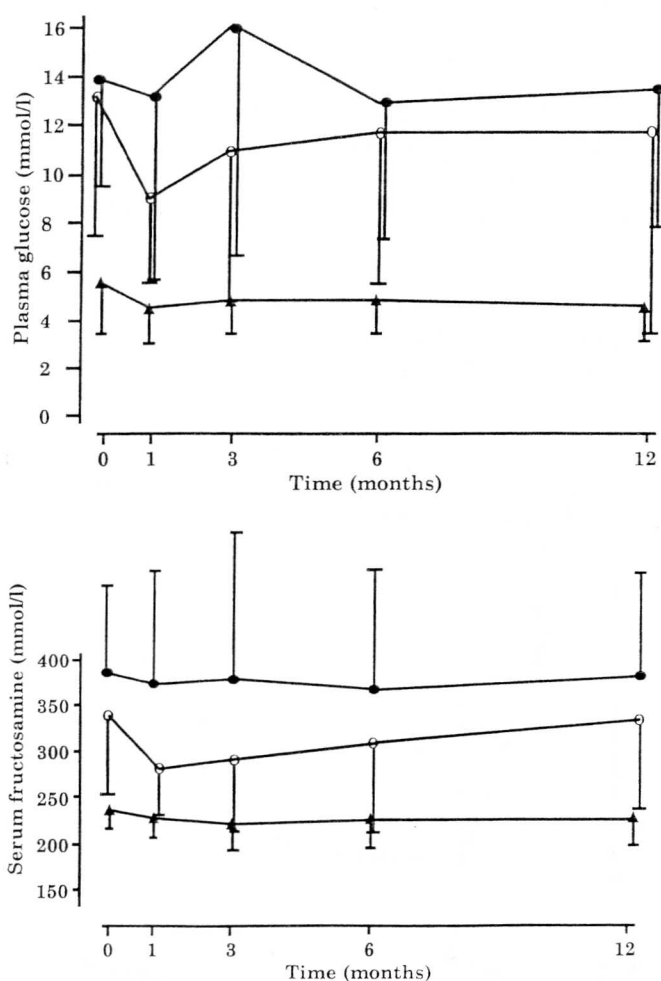 Plasma glucose (mmol/l)
16
14
12
10
8
6
4
2
0
0 1 3 6 12
Time (months)
Serum fructosamine (mmol/l)
400
350
300
250
200
150
0 1 3 6 12
Time (months)